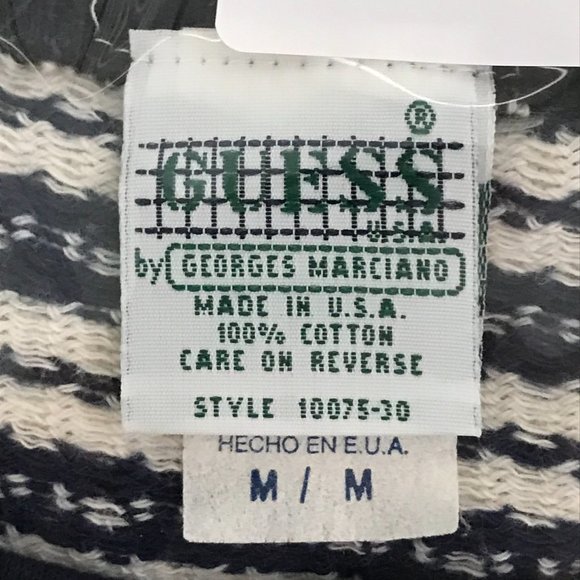 ®
GUESS
U.S.A.
by GEORGES MARCIANO
MADE IN U.S.A.
100% COTTON
CARE ON REVERSE
STYLE 10075-30
HECHO EN E.U.A.
M / M